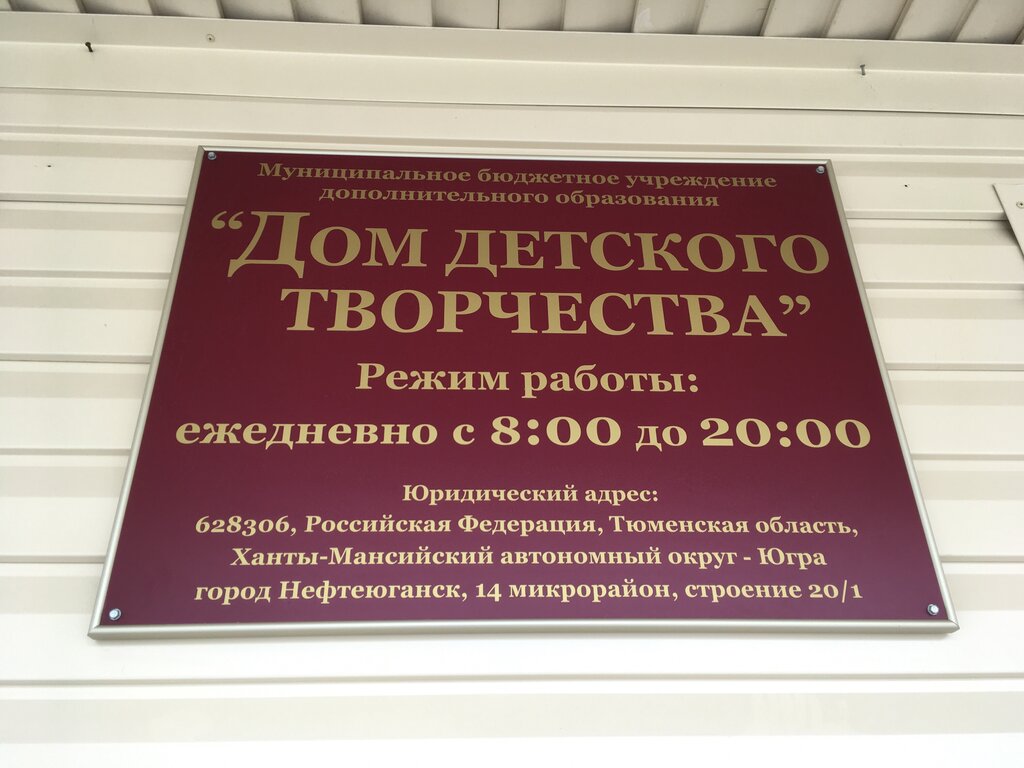 Муниципальное бюджетное учреждение
дополнительного образования
“Дом детского
творчества”
Режим работы:
ежедневно с 8:00 до 20:00
Юридический адрес:
628306, Российская Федерация, Тюменская область,
Ханты-Мансийский автономный округ - Югра
город Нефтеюганск, 14 микрорайон, строение 20/1